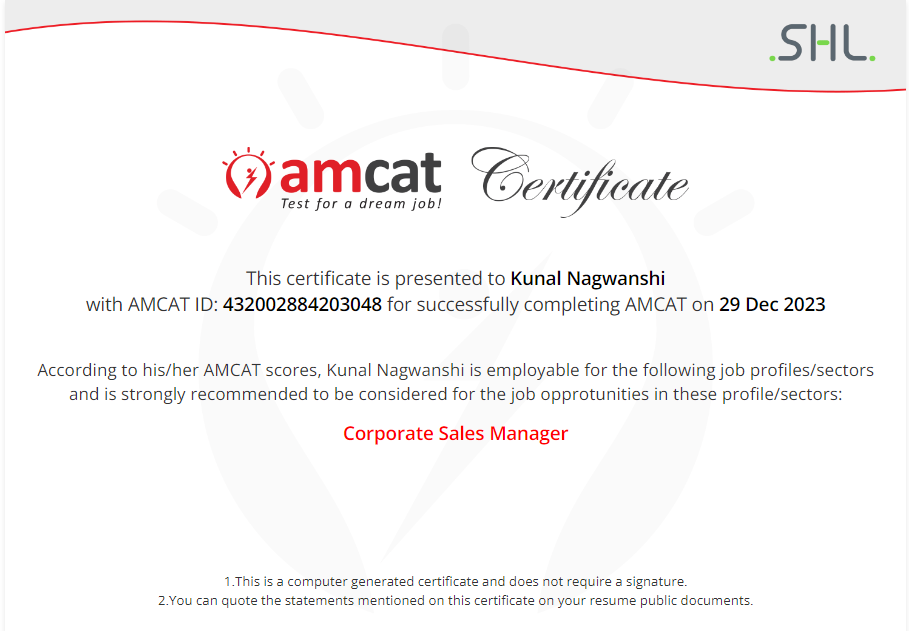 .SHL.
amcat Certificate
Test for a dream job!
This certificate is presented to Kunal Nagwanshi
with AMCAT ID: 432002884203048 for successfully completing AMCAT on 29 Dec 2023
According to his/her AMCAT scores, Kunal Nagwanshi is employable for the following job profiles/sectors
and is strongly recommended to be considered for the job opprotunities in these profile/sectors:
Corporate Sales Manager
1.This is a computer generated certificate and does not require a signature.
2.You can quote the statements mentioned on this certificate on your resume public documents.